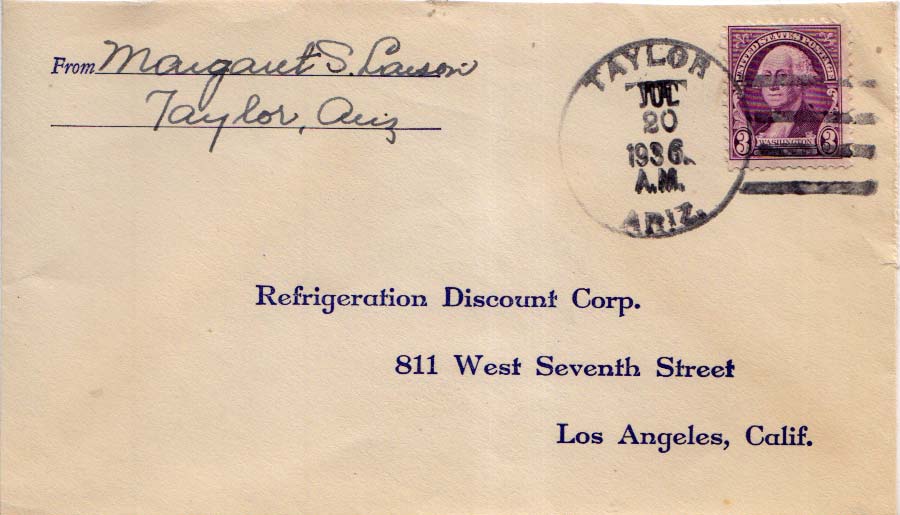 From Margaret S. Larson
Taylor, Ariz
TAYLOR
JUL
20
1936.
A.M.
ARIZ.
UNITED STATES POSTAGE
3 WASHINGTON 3
Refrigeration Discount Corp.
811 West Seventh Street
Los Angeles, Calif.